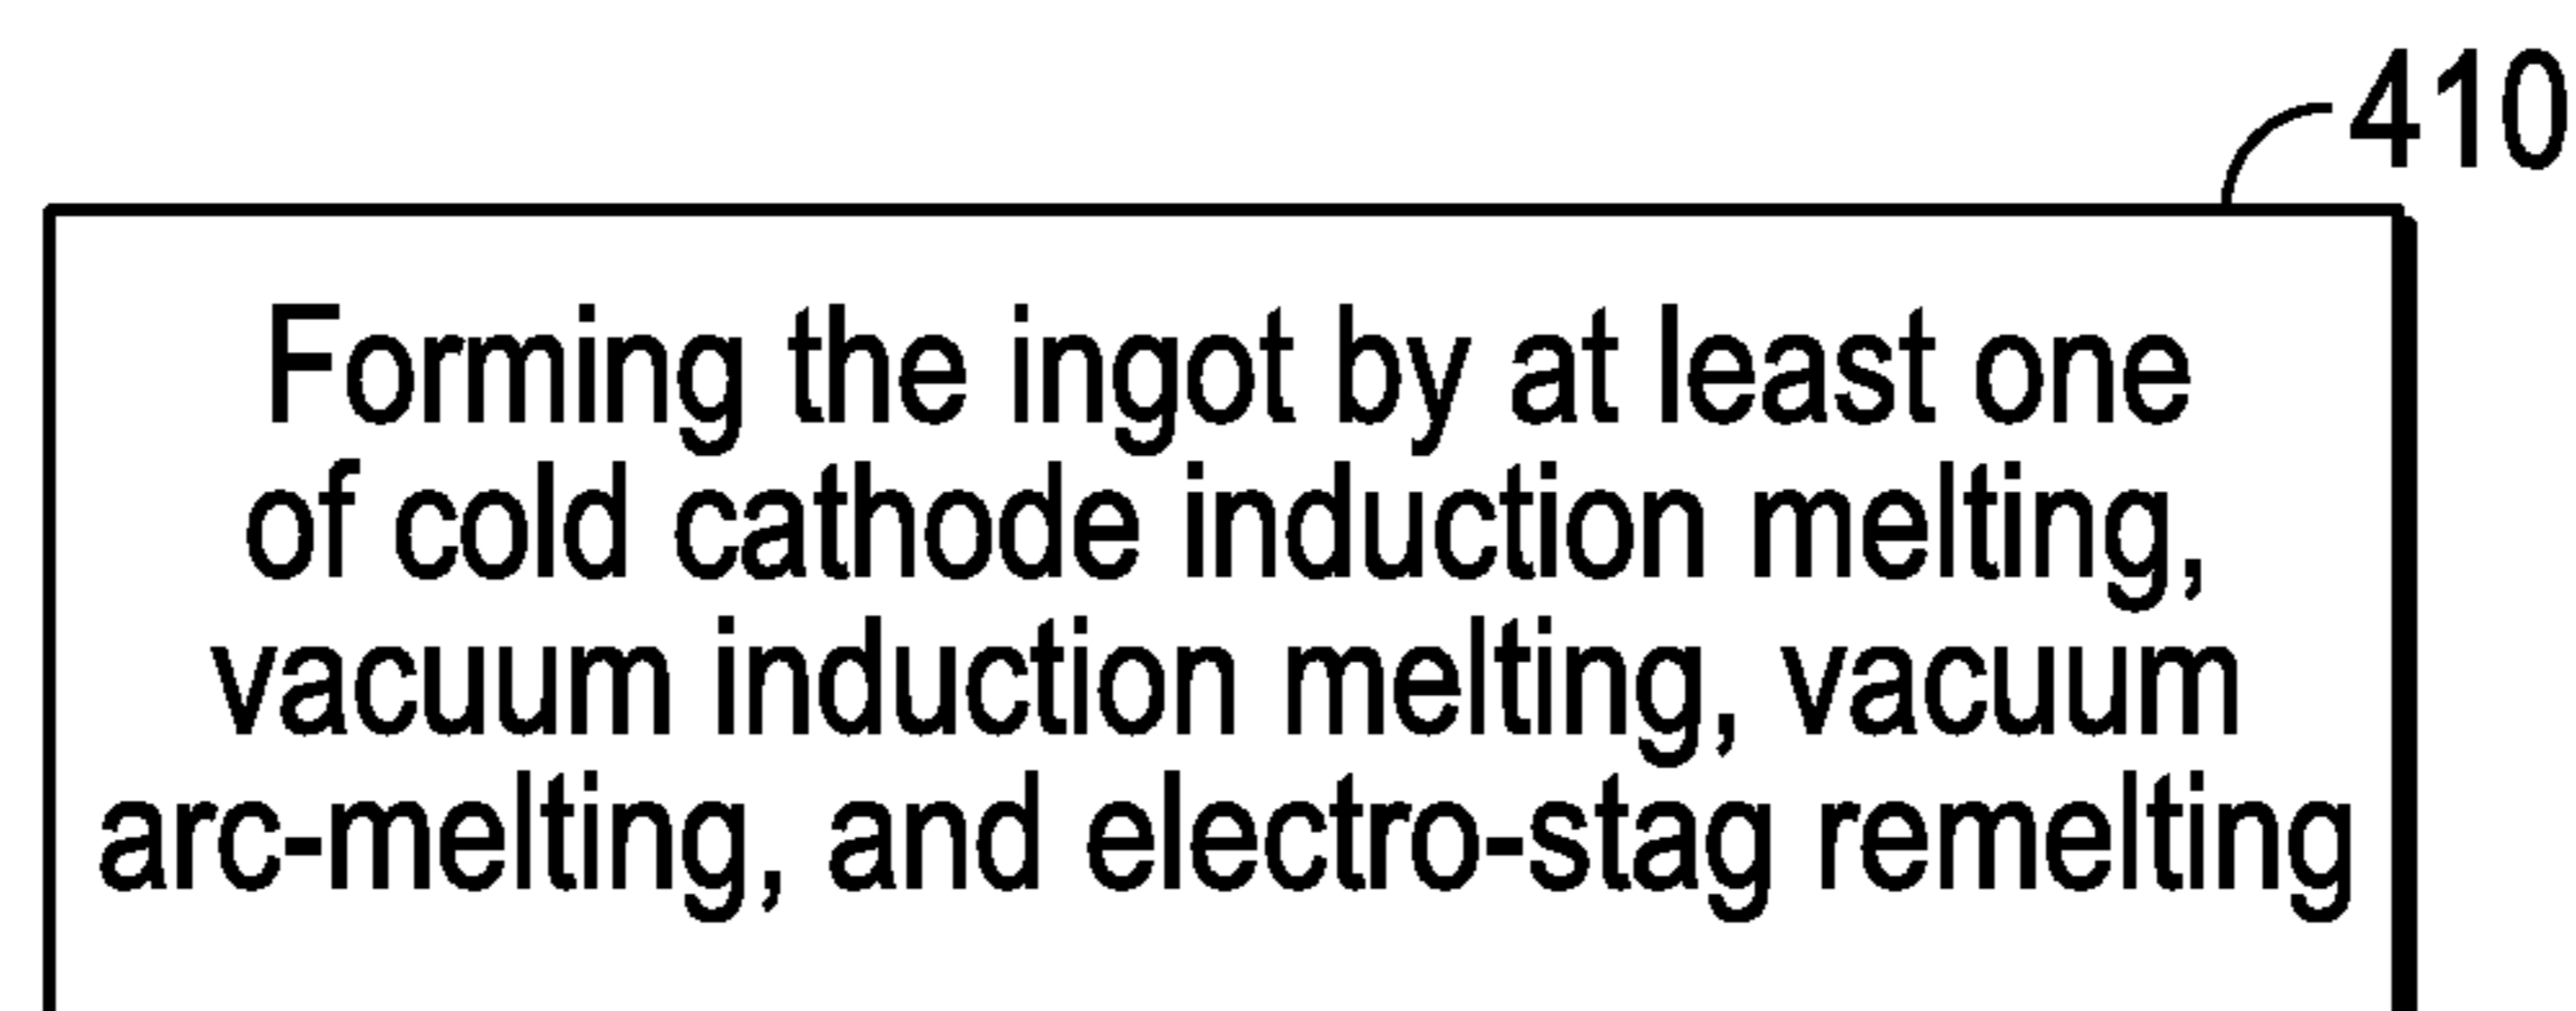 410
Forming the ingot by at least one
of cold cathode induction melting,
vacuum induction melting, vacuum
arc-melting, and electro-stag remelting